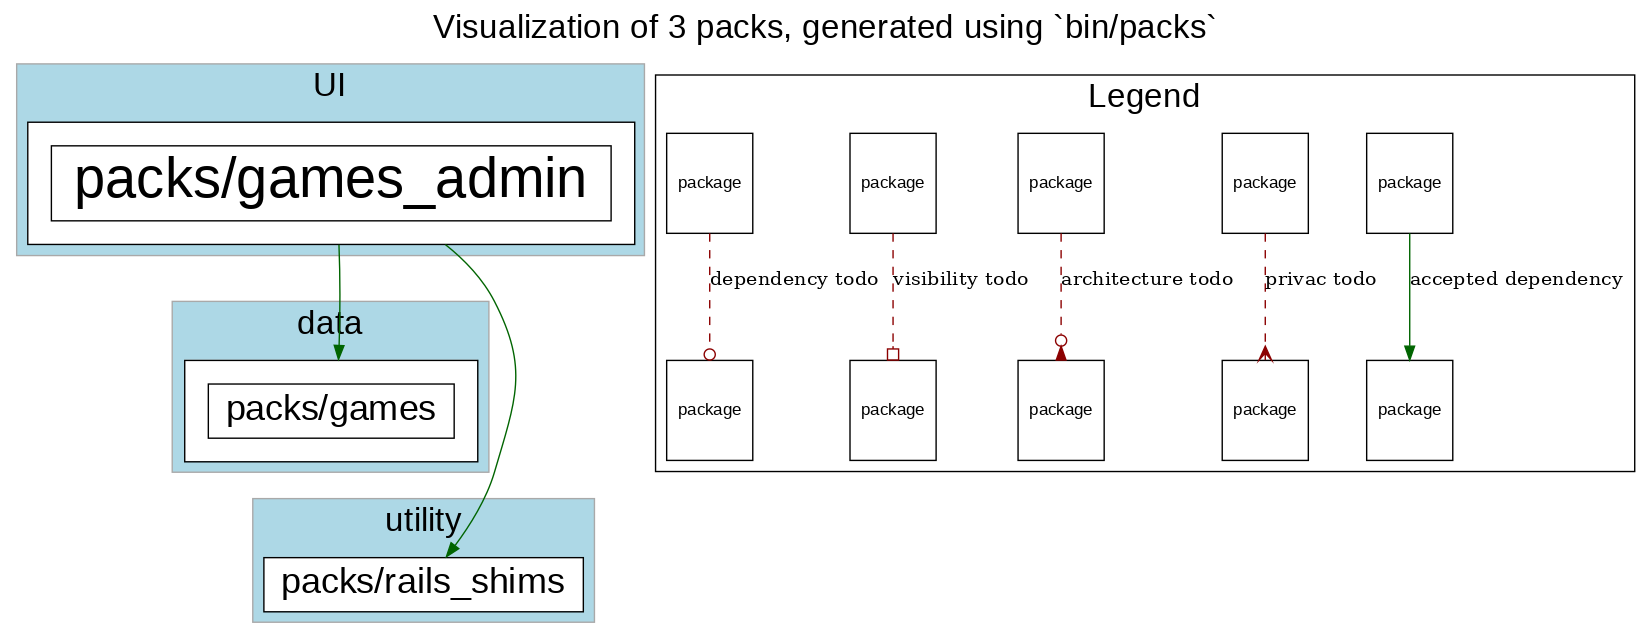 Visualization of 3 packs, generated using `bin/packs`
UI
packs/games_admin
data
packs/games
utility
packs/rails_shims
Legend
package package package package package
dependency todo visibility todo architecture todo privac todo accepted dependency
package package package package package